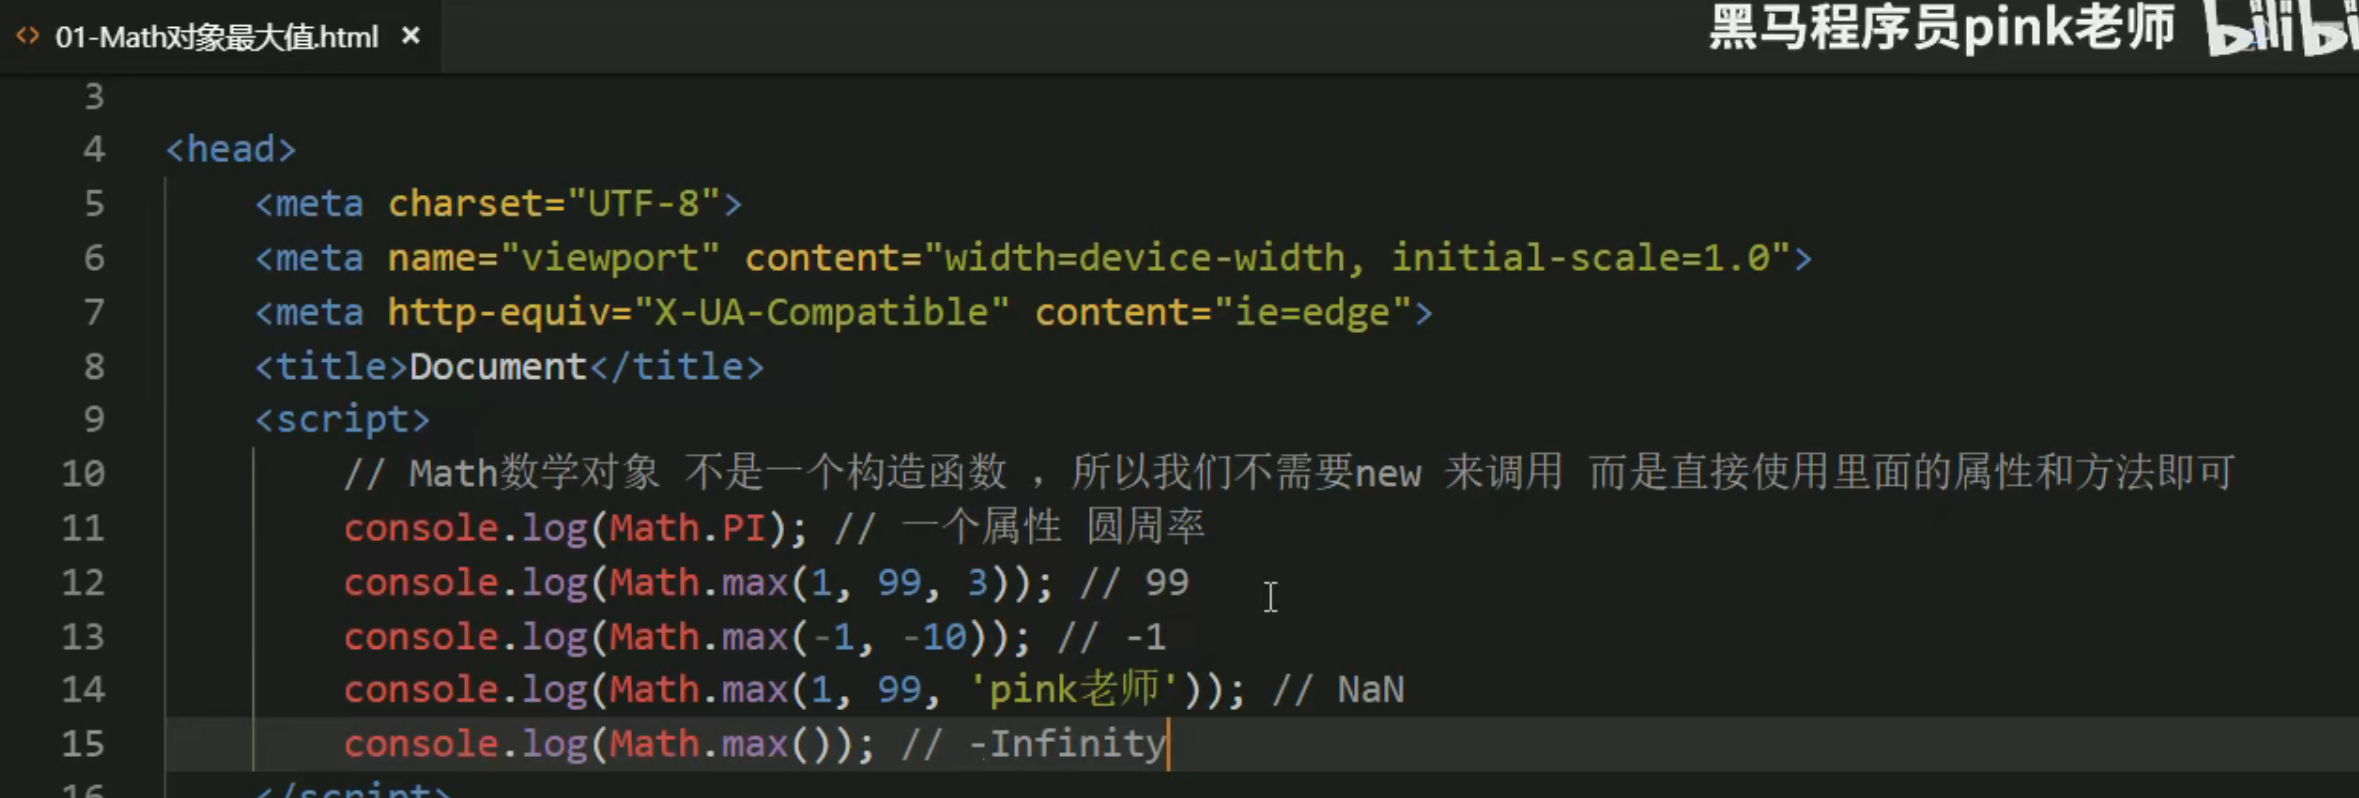 01-Math对象最大值.html ×
黑马程序员pink老师 bilibi
3
4 <head>
5 <meta charset="UTF-8">
6 <meta name="viewport" content="width=device-width, initial-scale=1.0">
7 <meta http-equiv="X-UA-Compatible" content="ie=edge">
8 <title>Document</title>
9 <script>
10 // Math数学对象 不是一个构造函数 ，所以我们不需要new 来调用 而是直接使用里面的属性和方法即可
11 console.log(Math.PI); // 一个属性 圆周率
12 console.log(Math.max(1, 99, 3)); // 99
13 console.log(Math.max(-1, -10)); // -1
14 console.log(Math.max(1, 99, 'pink老师')); // NaN
15 console.log(Math.max()); // -Infinity
16 </script>